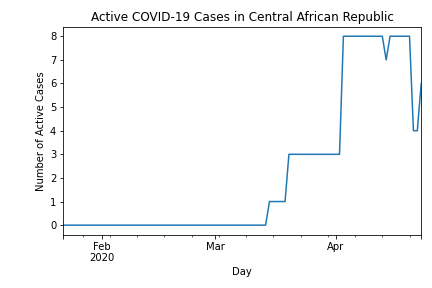 Active COVID-19 Cases in Central African Republic
Number of Active Cases
8
7
6
5
4
3
2
1
0
Feb
2020
Mar
Apr
Day